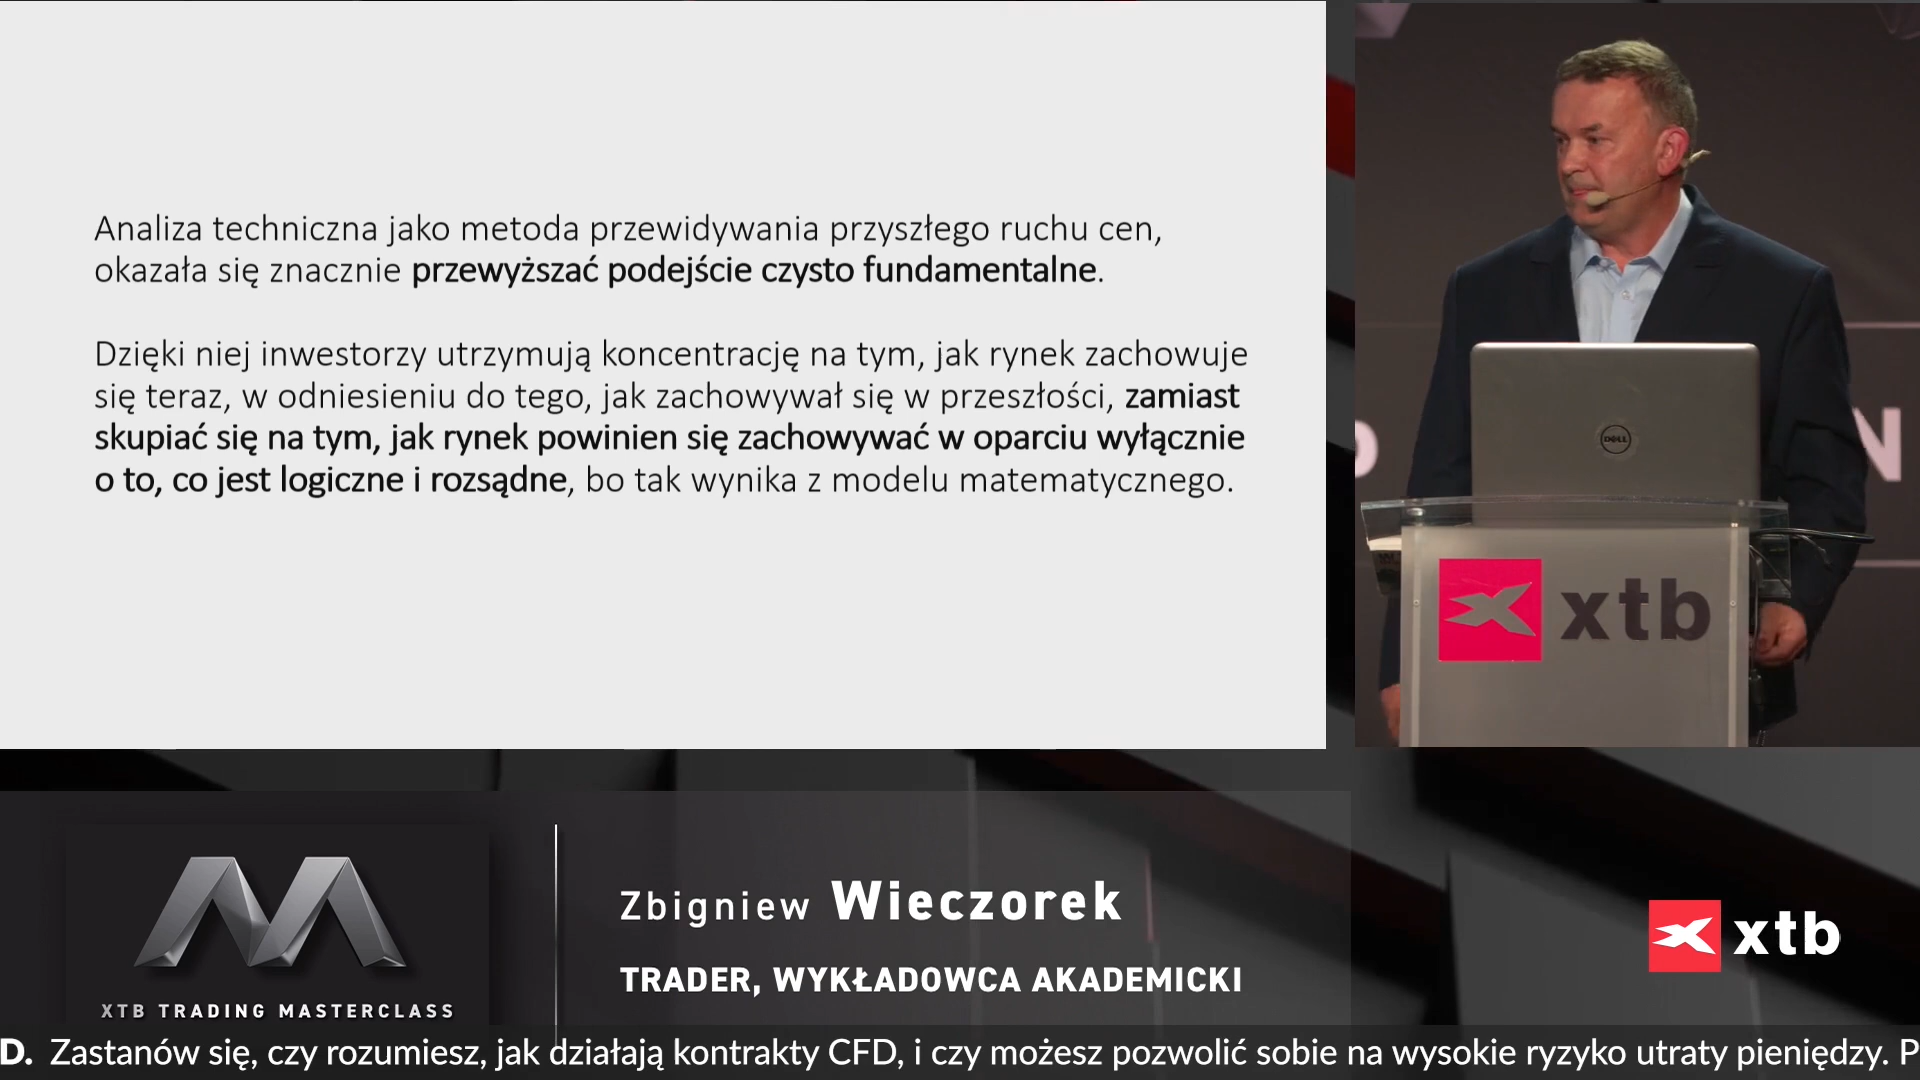 Analiza techniczna jako metoda przewidywania przyszłego ruchu cen,
okazała się znacznie przewyższać podejście czysto fundamentalne.
Dzięki niej inwestorzy utrzymują koncentrację na tym, jak rynek zachowuje
się teraz, w odniesieniu do tego, jak zachowywał się w przeszłości, zamiast
skupiać się na tym, jak rynek powinien się zachowywać w oparciu wyłącznie
o to, co jest logiczne i rozsądne, bo tak wynika z modelu matematycznego.
DELL
N
xtb
Zbigniew Wieczorek
TRADER, WYKŁADOWCA AKADEMICKI
XTB TRADING MASTERCLASS
xtb
D. Zastanów się, czy rozumiesz, jak działają kontrakty CFD, i czy możesz pozwolić sobie na wysokie ryzyko utraty pieniędzy. P